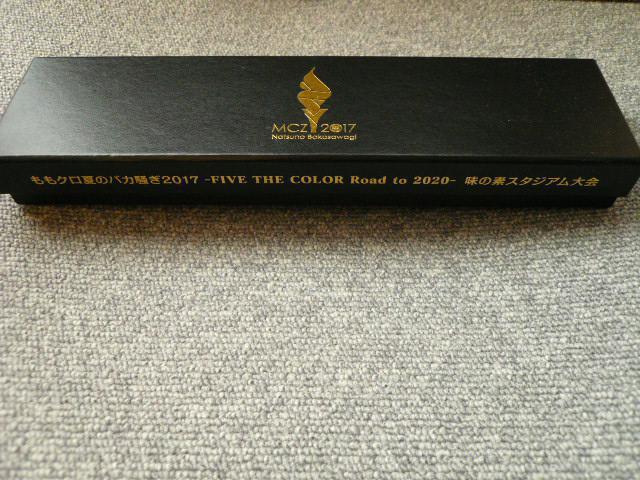 MCZ 2017
Natsuno Bakasawagi
ももクロ夏のバカ騒ぎ2017 -FIVE THE COLOR Road to 2020- 味の素スタジアム大会